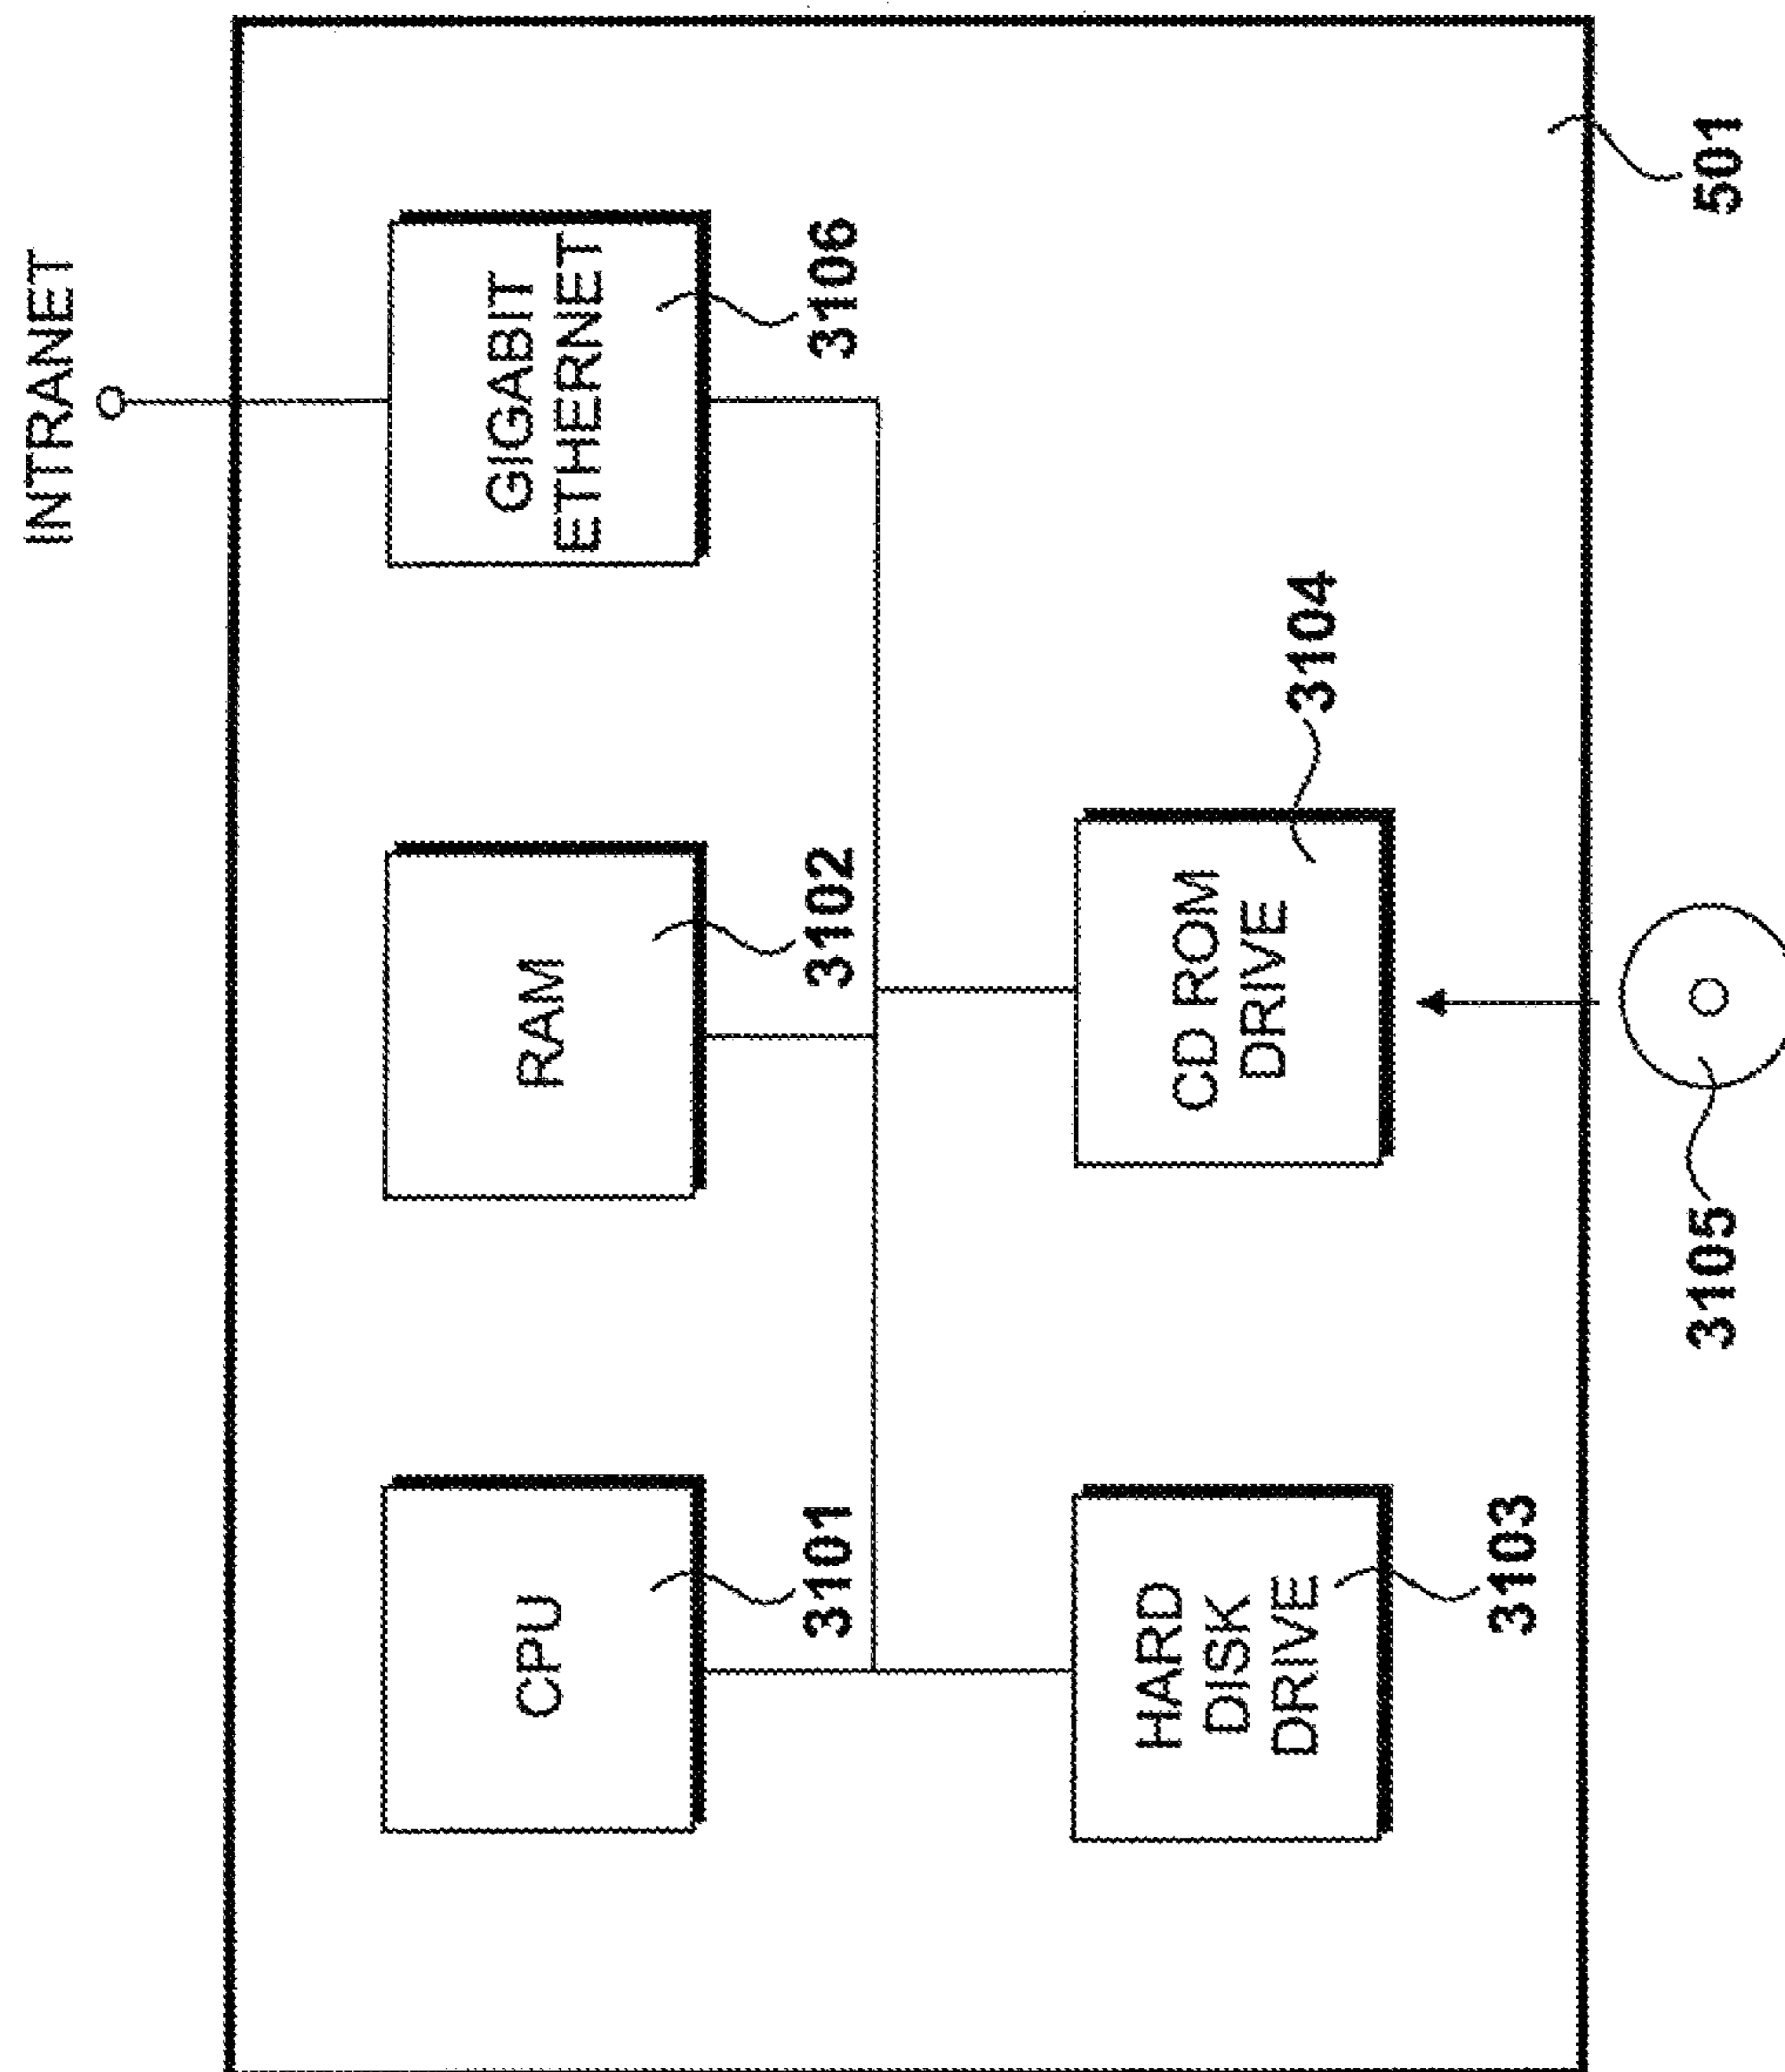 INTRANET
CPU
3101
RAM
3102
GIGABIT
ETHERNET
3106
HARD
DISK
DRIVE
3103
CD ROM
DRIVE
3104
3105
501